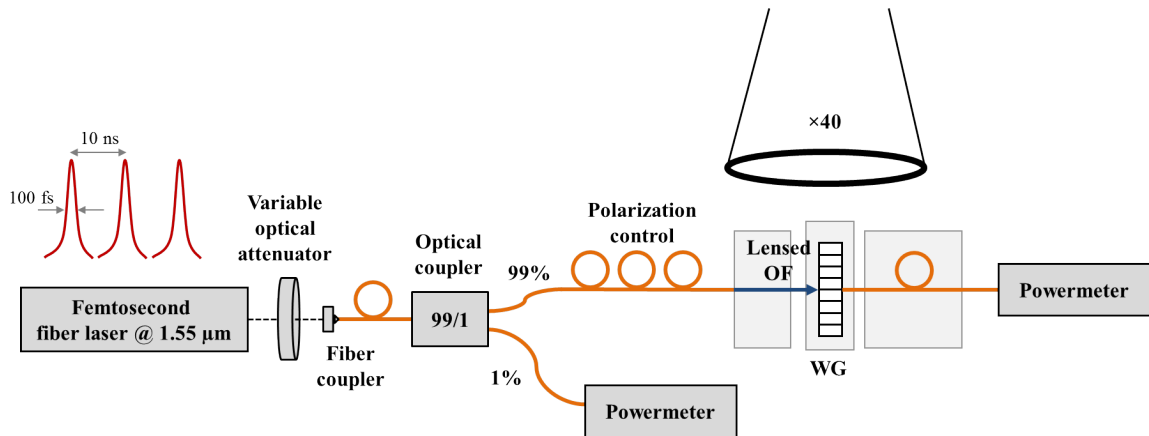 ×40
10 ns
100 fs
Variable
optical
attenuator
Polarization
control
Optical
coupler
99%
Lensed
OF
Femtosecond
fiber laser @ 1.55 µm
99/1
Powermeter
Fiber
coupler
1%
WG
Powermeter